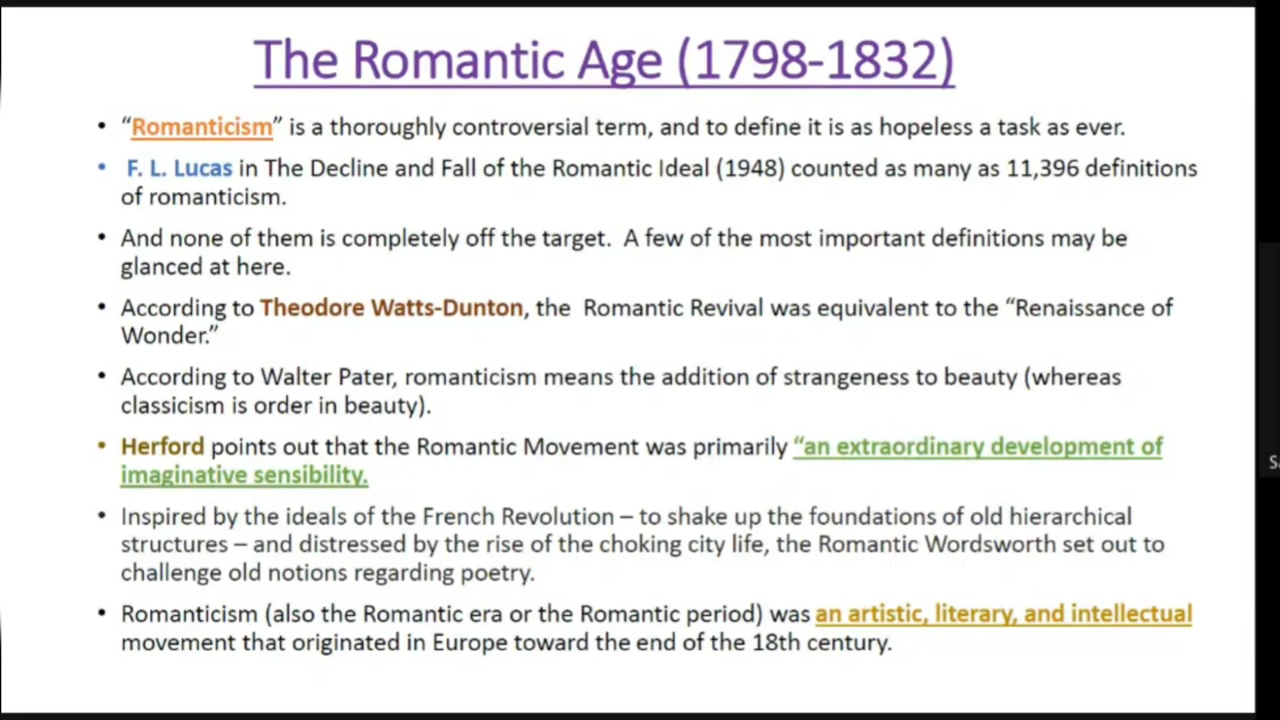 The Romantic Age (1798-1832)
• “Romanticism” is a thoroughly controversial term, and to define it is as hopeless a task as ever.
• F. L. Lucas in The Decline and Fall of the Romantic Ideal (1948) counted as many as 11,396 definitions
of romanticism.
• And none of them is completely off the target. A few of the most important definitions may be
glanced at here.
• According to Theodore Watts-Dunton, the Romantic Revival was equivalent to the “Renaissance of
Wonder.”
• According to Walter Pater, romanticism means the addition of strangeness to beauty (whereas
classicism is order in beauty).
• Herford points out that the Romantic Movement was primarily “an extraordinary development of
imaginative sensibility.
• Inspired by the ideals of the French Revolution – to shake up the foundations of old hierarchical
structures – and distressed by the rise of the choking city life, the Romantic Wordsworth set out to
challenge old notions regarding poetry.
• Romanticism (also the Romantic era or the Romantic period) was an artistic, literary, and intellectual
movement that originated in Europe toward the end of the 18th century.